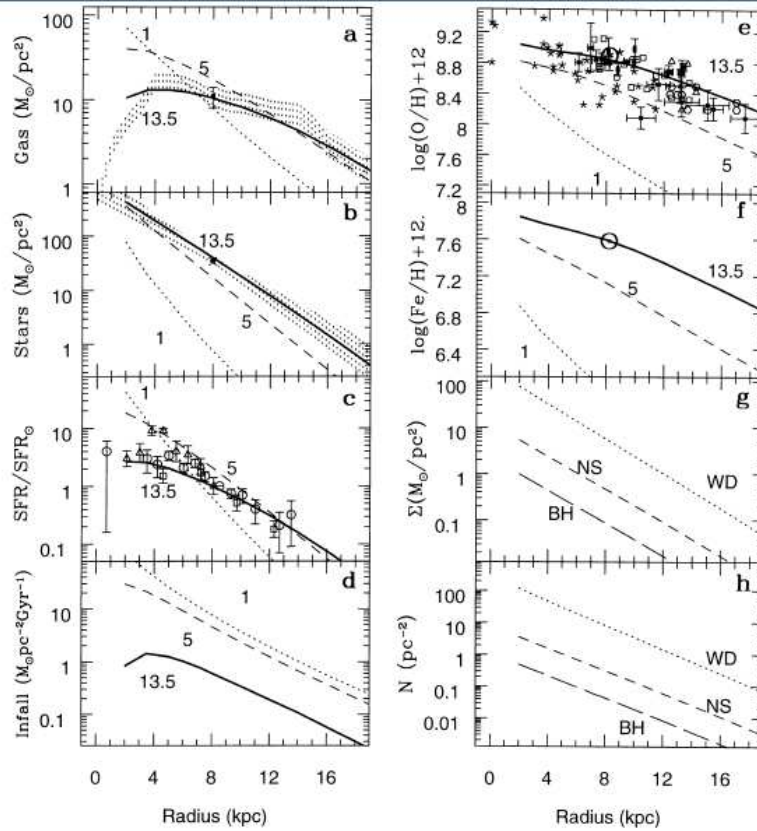 a
1
5
13.5
Gas (M⊙/pc²)
100
10
1
b
13.5
5
1
Stars (M⊙/pc²)
100
10
1
c
1
5
13.5
SFR/SFR⊙
10
1
0.1
d
1
5
13.5
Infall (M⊙pc⁻²Gyr⁻¹)
10
1
0.1
0 4 8 12 16
Radius (kpc)
e
13.5
5
1
log(O/H)+12
9.2
8.8
8.4
8
7.6
7.2
f
13.5
5
1
log(Fe/H)+12.
8
7.6
7.2
6.8
6.4
g
WD
NS
BH
Σ(M⊙/pc²)
100
10
1
0.1
h
WD
NS
BH
N (pc⁻²)
100
10
1
0.1
0.01
0 4 8 12 16
Radius (kpc)